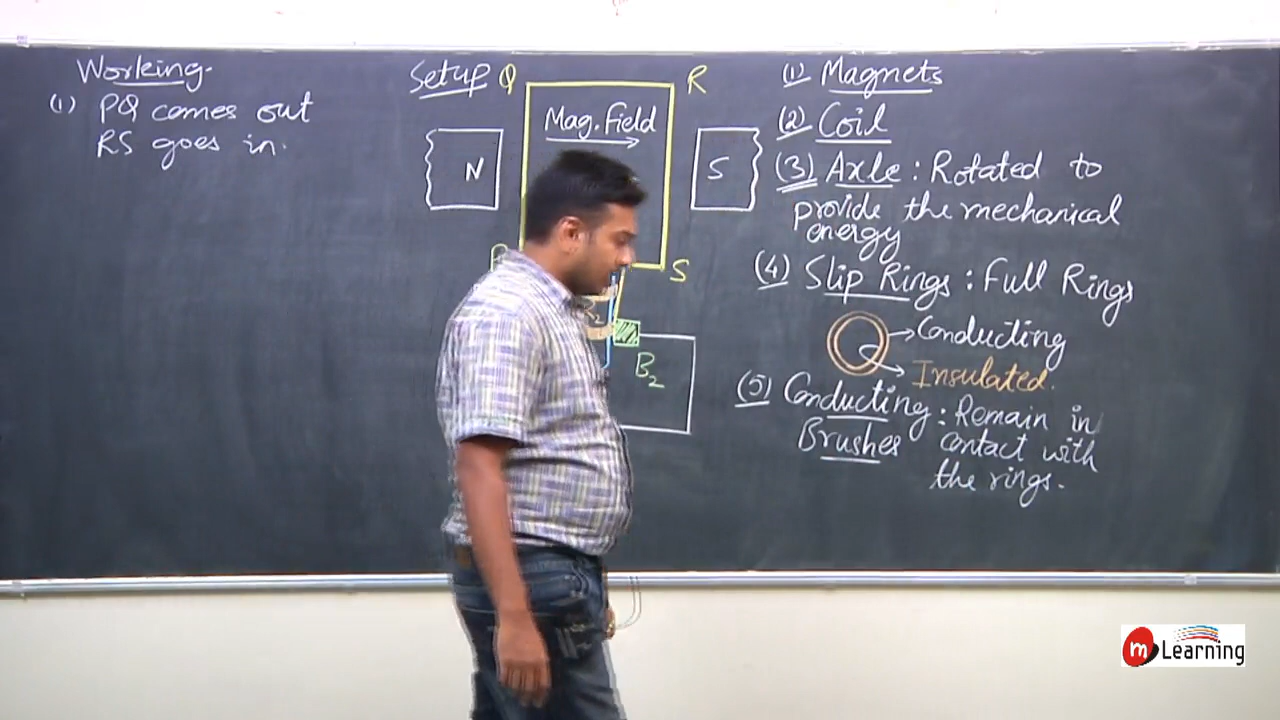 Working.
(1) PQ comes out
RS goes in.
Setup
Q
R
Mag. Field
N
S
P
S
R2
B2
(1) Magnets
(2) Coil
(3) Axle : Rotated to
provide the mechanical
energy
(4) Slip Rings : Full Rings
Conducting
Insulated.
(5) Conducting : Remain in
Brushes contact with
the rings.
m Learning